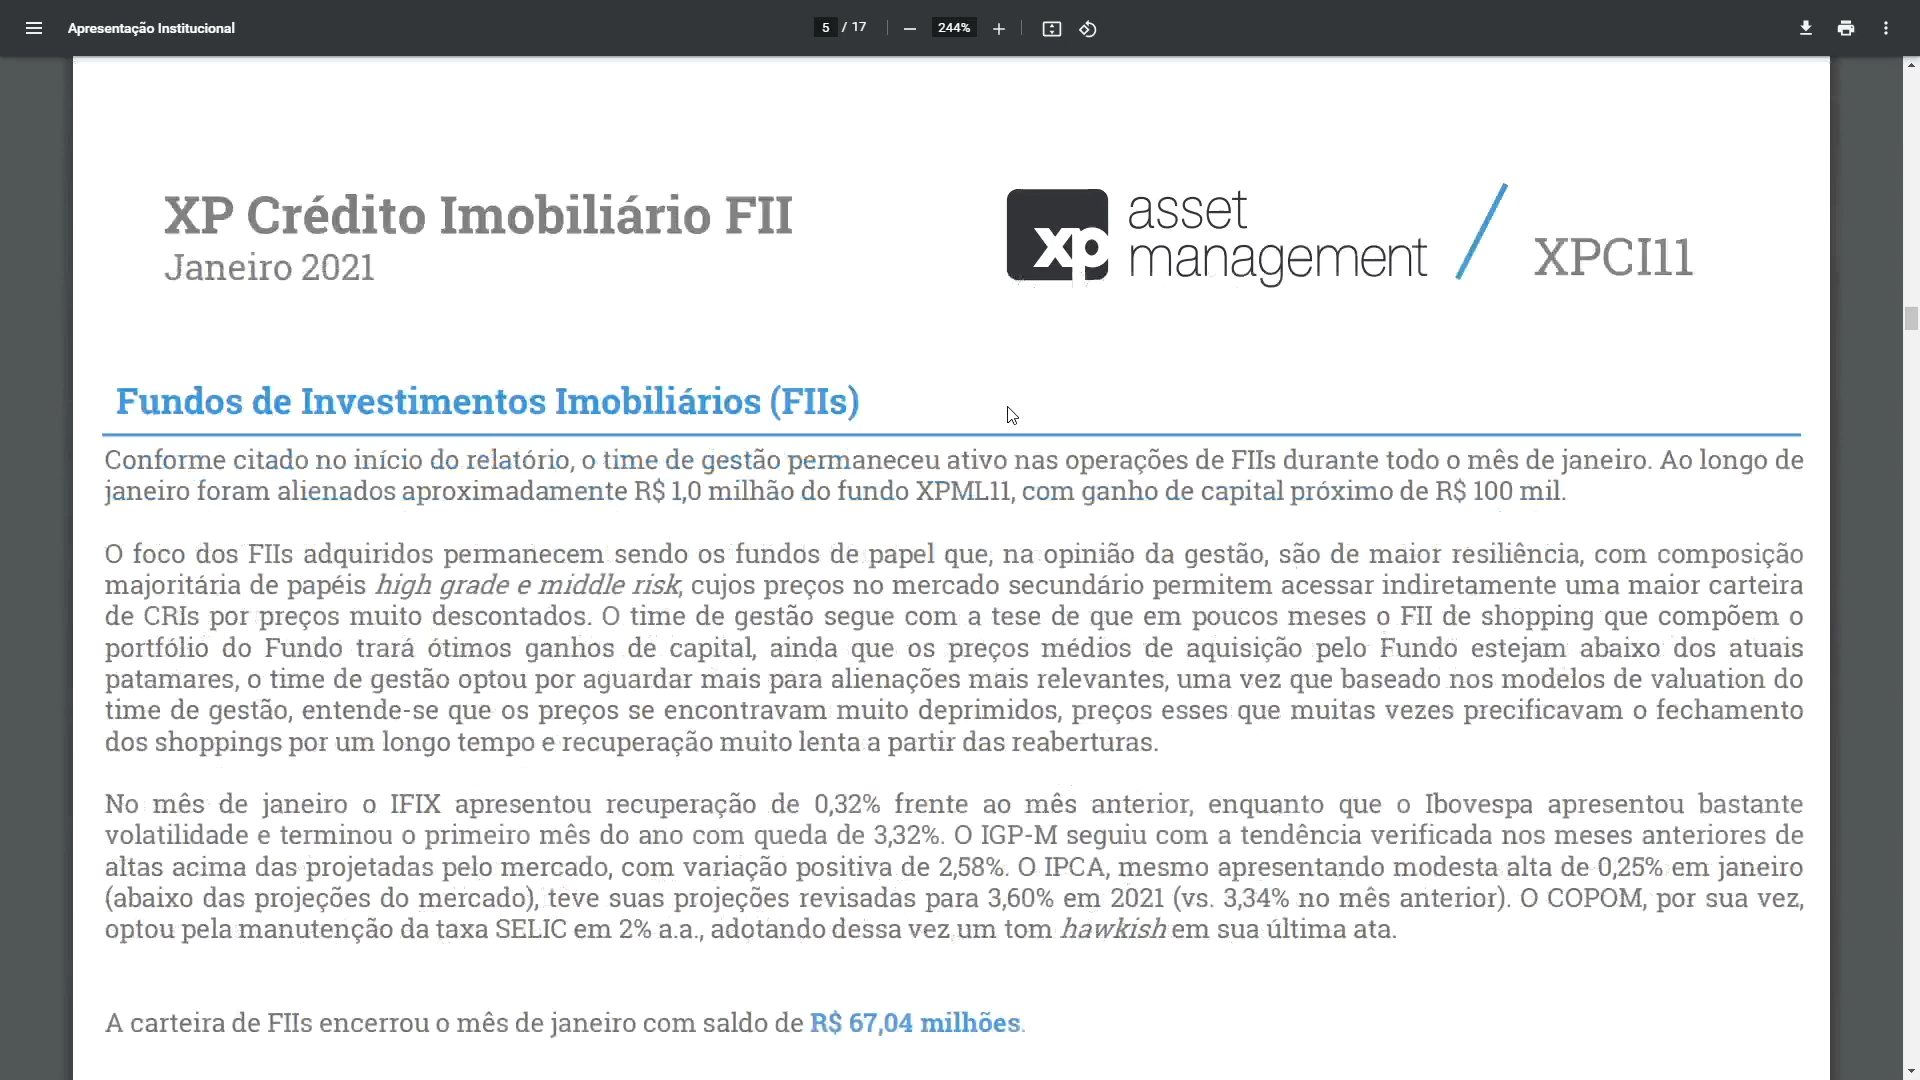 Apresentação Institucional
5 / 17
244%
XP Crédito Imobiliário FII
Janeiro 2021
xp asset management
XPCI11
Fundos de Investimentos Imobiliários (FIIs)
Conforme citado no início do relatório, o time de gestão permaneceu ativo nas operações de FIIs durante todo o mês de janeiro. Ao longo de
janeiro foram alienados aproximadamente R$ 1,0 milhão do fundo XPML11, com ganho de capital próximo de R$ 100 mil.
O foco dos FIIs adquiridos permanecem sendo os fundos de papel que, na opinião da gestão, são de maior resiliência, com composição
majoritária de papéis high grade e middle risk, cujos preços no mercado secundário permitem acessar indiretamente uma maior carteira
de CRIs por preços muito descontados. O time de gestão segue com a tese de que em poucos meses o FII de shopping que compõem o
portfólio do Fundo trará ótimos ganhos de capital, ainda que os preços médios de aquisição pelo Fundo estejam abaixo dos atuais
patamares, o time de gestão optou por aguardar mais para alienações mais relevantes, uma vez que baseado nos modelos de valuation do
time de gestão, entende-se que os preços se encontravam muito deprimidos, preços esses que muitas vezes precificavam o fechamento
dos shoppings por um longo tempo e recuperação muito lenta a partir das reaberturas.
No mês de janeiro o IFIX apresentou recuperação de 0,32% frente ao mês anterior, enquanto que o Ibovespa apresentou bastante
volatilidade e terminou o primeiro mês do ano com queda de 3,32%. O IGP-M seguiu com a tendência verificada nos meses anteriores de
altas acima das projetadas pelo mercado, com variação positiva de 2,58%. O IPCA, mesmo apresentando modesta alta de 0,25% em janeiro
(abaixo das projeções do mercado), teve suas projeções revisadas para 3,60% em 2021 (vs. 3,34% no mês anterior). O COPOM, por sua vez,
optou pela manutenção da taxa SELIC em 2% a.a., adotando dessa vez um tom hawkish em sua última ata.
A carteira de FIIs encerrou o mês de janeiro com saldo de R$ 67,04 milhões.